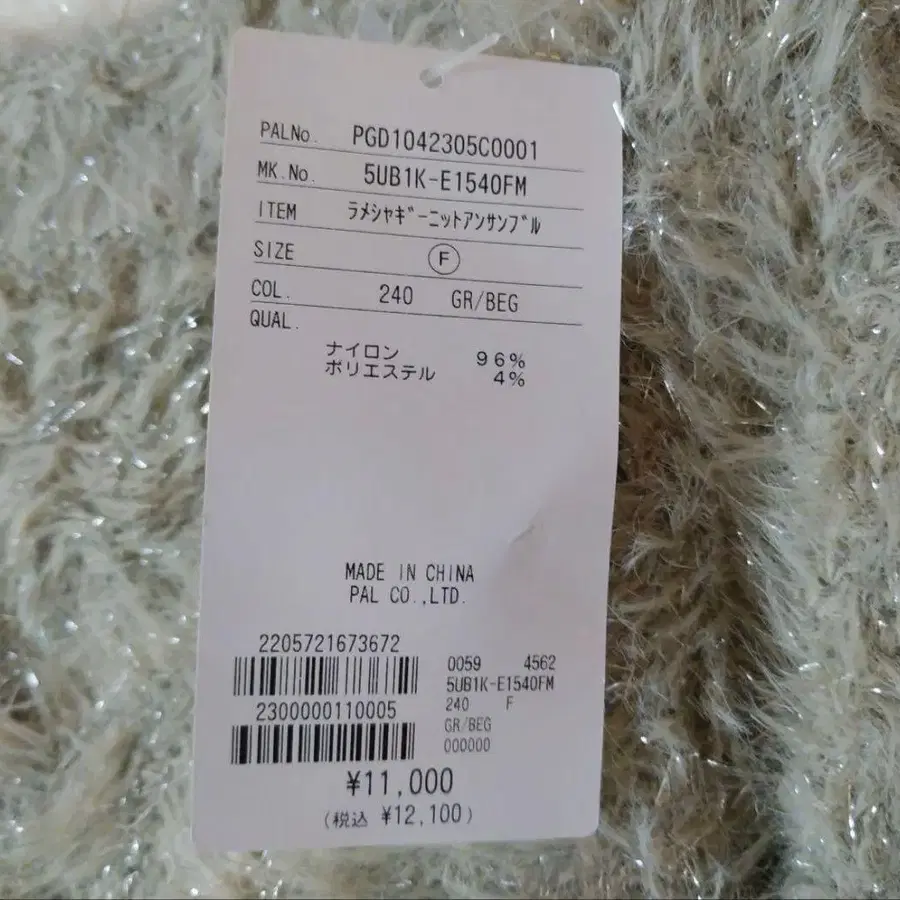 PALNo. PGD1042305C0001
MK.No. 5UB1K-E1540FM
ITEM ﾗﾒｼｬｷﾞｰﾆｯﾄｱﾝｻﾝﾌﾞﾙ
SIZE F
COL. 240 GR/BEG
QUAL.
ナイロン 96%
ポリエステル 4%
MADE IN CHINA
PAL CO.,LTD.
2205721673672
0059 4562
5UB1K-E1540FM
2300000110005
240 F
GR/BEG
000000
¥11,000
(税込 ¥12,100)